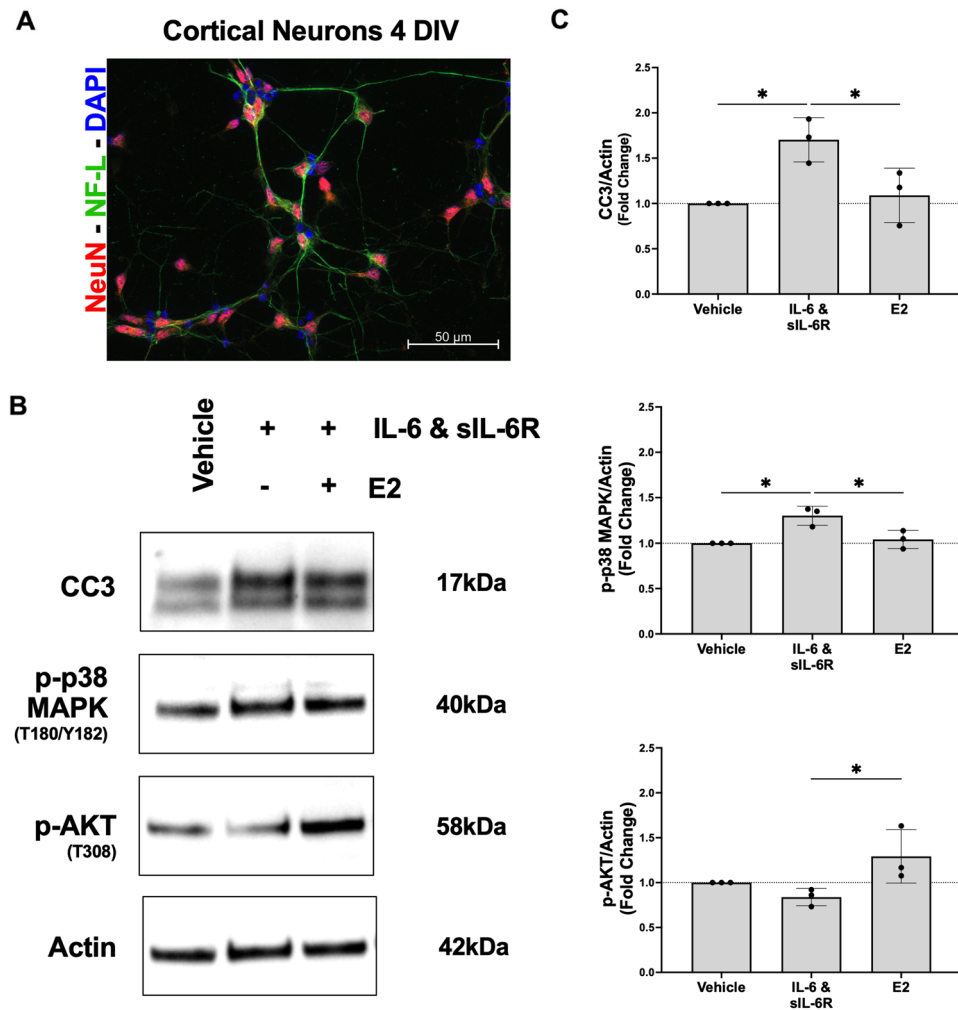 A
Cortical Neurons 4 DIV
NeuN - NF-L - DAPI
50 µm
B
Vehicle
+ + IL-6 & sIL-6R
- + E2
CC3
17kDa
p-p38
MAPK
(T180/Y182)
40kDa
p-AKT
(T308)
58kDa
Actin
42kDa
C
CC3/Actin
(Fold Change)
2.5
2.0
1.5
1.0
0.5
0.0
* *
Vehicle
IL-6 &
sIL-6R
E2
p-p38 MAPK/Actin
(Fold Change)
2.5
2.0
1.5
1.0
0.5
0.0
* *
Vehicle
IL-6 &
sIL-6R
E2
p-AKT/Actin
(Fold Change)
2.5
2.0
1.5
1.0
0.5
0.0
*
Vehicle
IL-6 &
sIL-6R
E2